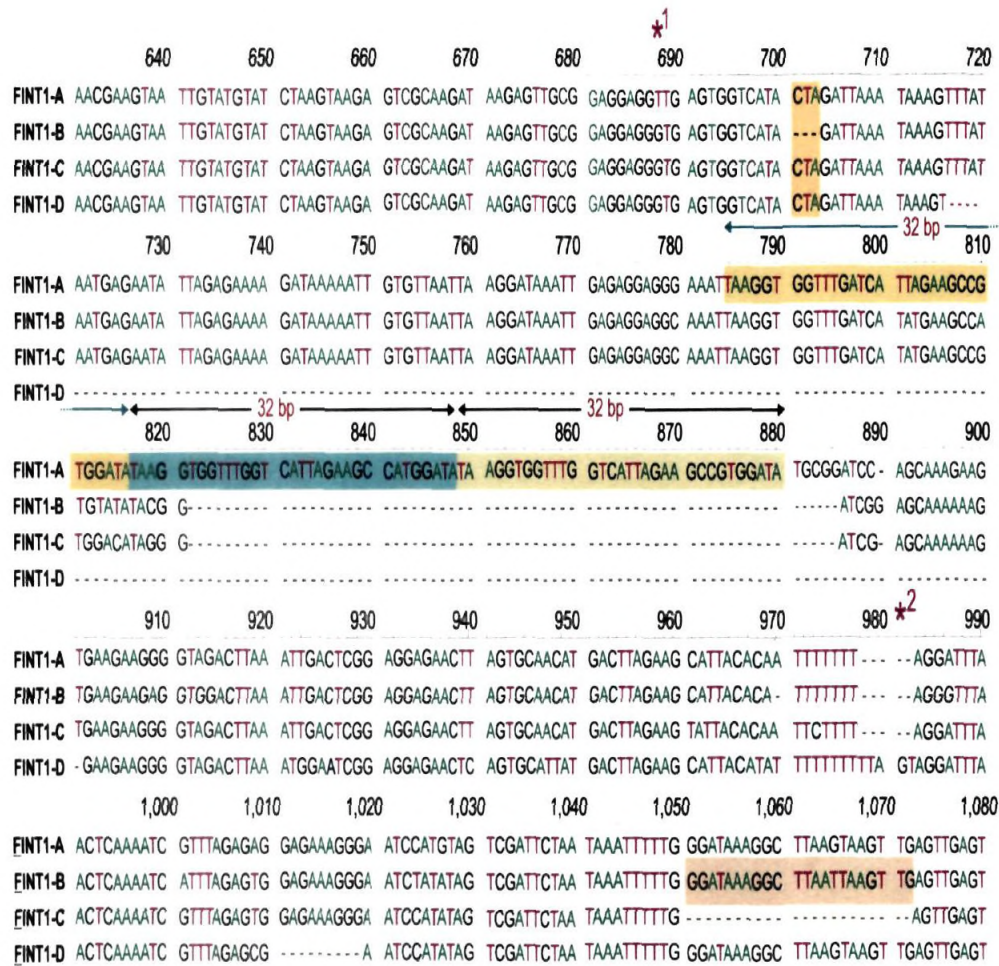 *1
640 650 660 670 680 690 700 710 720
FINT1-A AACGAAGTAA TTGTATGTAT CTAAGTAAGA GTCGCAAGAT AAGAGTTGCG GAGGAGGTTG AGTGGTCATA CTAGATTAAA TAAAGTTTAT
FINT1-B AACGAAGTAA TTGTATGTAT CTAAGTAAGA GTCGCAAGAT AAGAGTTGCG GAGGAGGGTG AGTGGTCATA ---GATTAAA TAAAGTTTAT
FINT1-C AACGAAGTAA TTGTATGTAT CTAAGTAAGA GTCGCAAGAT AAGAGTTGCG GAGGAGGGTG AGTGGTCATA CTAGATTAAA TAAAGTTTAT
FINT1-D AACGAAGTAA TTGTATGTAT CTAAGTAAGA GTCGCAAGAT AAGAGTTGCG GAGGAGGGTG AGTGGTCATA CTAGATTAAA TAAAGT----
32 bp
730 740 750 760 770 780 790 800 810
FINT1-A AATGAGAATA TTAGAGAAAA GATAAAAATT GTGTTAATTA AGGATAAATT GAGAGGAGGG AAATTAAGGT GGTTTGATCA TTAGAAGCCG
FINT1-B AATGAGAATA TTAGAGAAAA GATAAAAATT GTGTTAATTA AGGATAAATT GAGAGGAGGC AAATTAAGGT GGTTTGATCA TATGAAGCCA
FINT1-C AATGAGAATA TTAGAGAAAA GATAAAAATT GTGTTAATTA AGGATAAATT GAGAGGAGGC AAATTAAGGT GGTTTGATCA TATGAAGCCG
FINT1-D ---------- ---------- ---------- ---------- ---------- ---------- ---------- ---------- ----------
32 bp 32 bp
820 830 840 850 860 870 880 890 900
FINT1-A TGGATATAAG GTGGTTTGGT CATTAGAAGC CATGGATATA AGGTGGTTTG GTCATTAGAA GCCGTGGATA TGCGGATCC- AGCAAAGAAG
FINT1-B TGTATATACG G--------- ---------- ---------- ---------- ---------- ---------- -----ATCGG AGCAAAAAAG
FINT1-C TGGACATAGG G--------- ---------- ---------- ---------- ---------- ---------- -----ATCG- AGCAAAAAAG
FINT1-D ---------- ---------- ---------- ---------- ---------- ---------- ---------- ---------- ----------
*2
910 920 930 940 950 960 970 980 990
FINT1-A TGAAGAAGGG GTAGACTTAA ATTGACTCGG AGGAGAACTT AGTGCAACAT GACTTAGAAG CATTACACAA TTTTTTT--- --AGGATTTA
FINT1-B TGAAGAAGAG GTGGACTTAA ATTGACTCGG AGGAGAACTT AGTGCAACAT GACTTAGAAG CATTACACA- TTTTTTT--- --AGGGTTTA
FINT1-C TGAAGAAGGG GTAGACTTAA ATTGACTCGG AGGAGAACTT AGTGCAACAT GACTTAGAAG TATTACACAA TTCTTTT--- --AGGATTTA
FINT1-D -GAAGAAGGG GTAGACTTAA ATGGAATCGG AGGAGAACTC AGTGCATTAT GACTTAGAAG CATTACATAT TTTTTTTTTA GTAGGATTTA
1,000 1,010 1,020 1,030 1,040 1,050 1,060 1,070 1,080
FINT1-A ACTCAAAATC GTTTAGAGAG GAGAAAGGGA ATCCATGTAG TCGATTCTAA TAAATTTTTG GGATAAAGGC TTAAGTAAGT TGAGTTGAGT
FINT1-B ACTCAAAATC ATTTAGAGTG GAGAAAGGGA ATCTATATAG TCGATTCTAA TAAATTTTTG GGATAAAGGC TTAATTAAGT TGAGTTGAGT
FINT1-C ACTCAAAATC GTTTAGAGTG GAGAAAGGGA ATCCATATAG TCGATTCTAA TAAATTTTTG ---------- ---------- --AGTTGAGT
FINT1-D ACTCAAAATC GTTTAGAGCG ---------A ATCCATATAG TCGATTCTAA TAAATTTTTG GGATAAAGGC TTAAGTAAGT TGAGTTGAGT